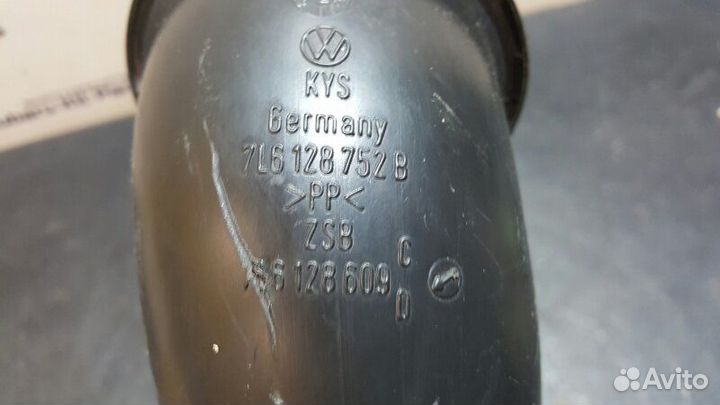 KYS
Germany
7L6 128 752 B
>PP<
ZSB
6 128 609 C
D
Avito